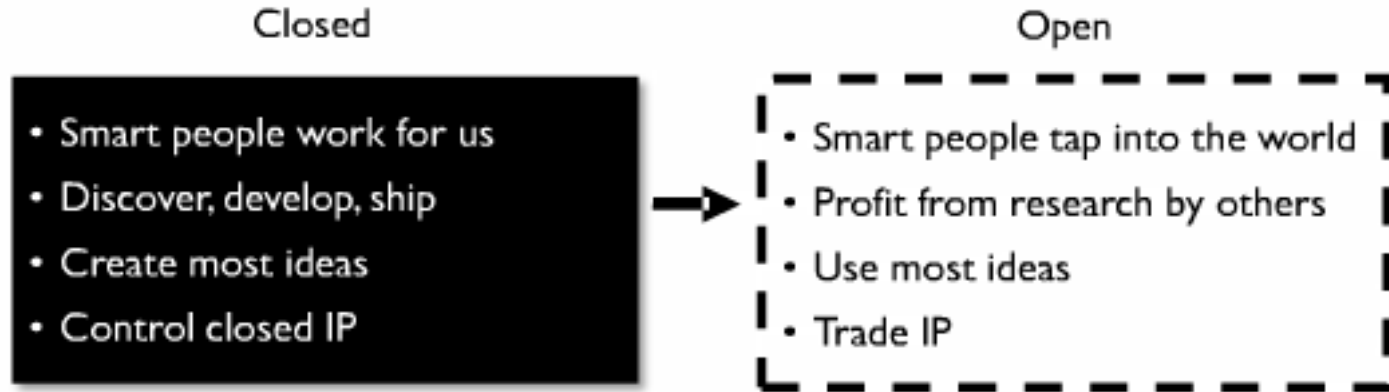 Closed
• Smart people work for us
• Discover, develop, ship
• Create most ideas
• Control closed IP
Open
• Smart people tap into the world
• Profit from research by others
• Use most ideas
• Trade IP